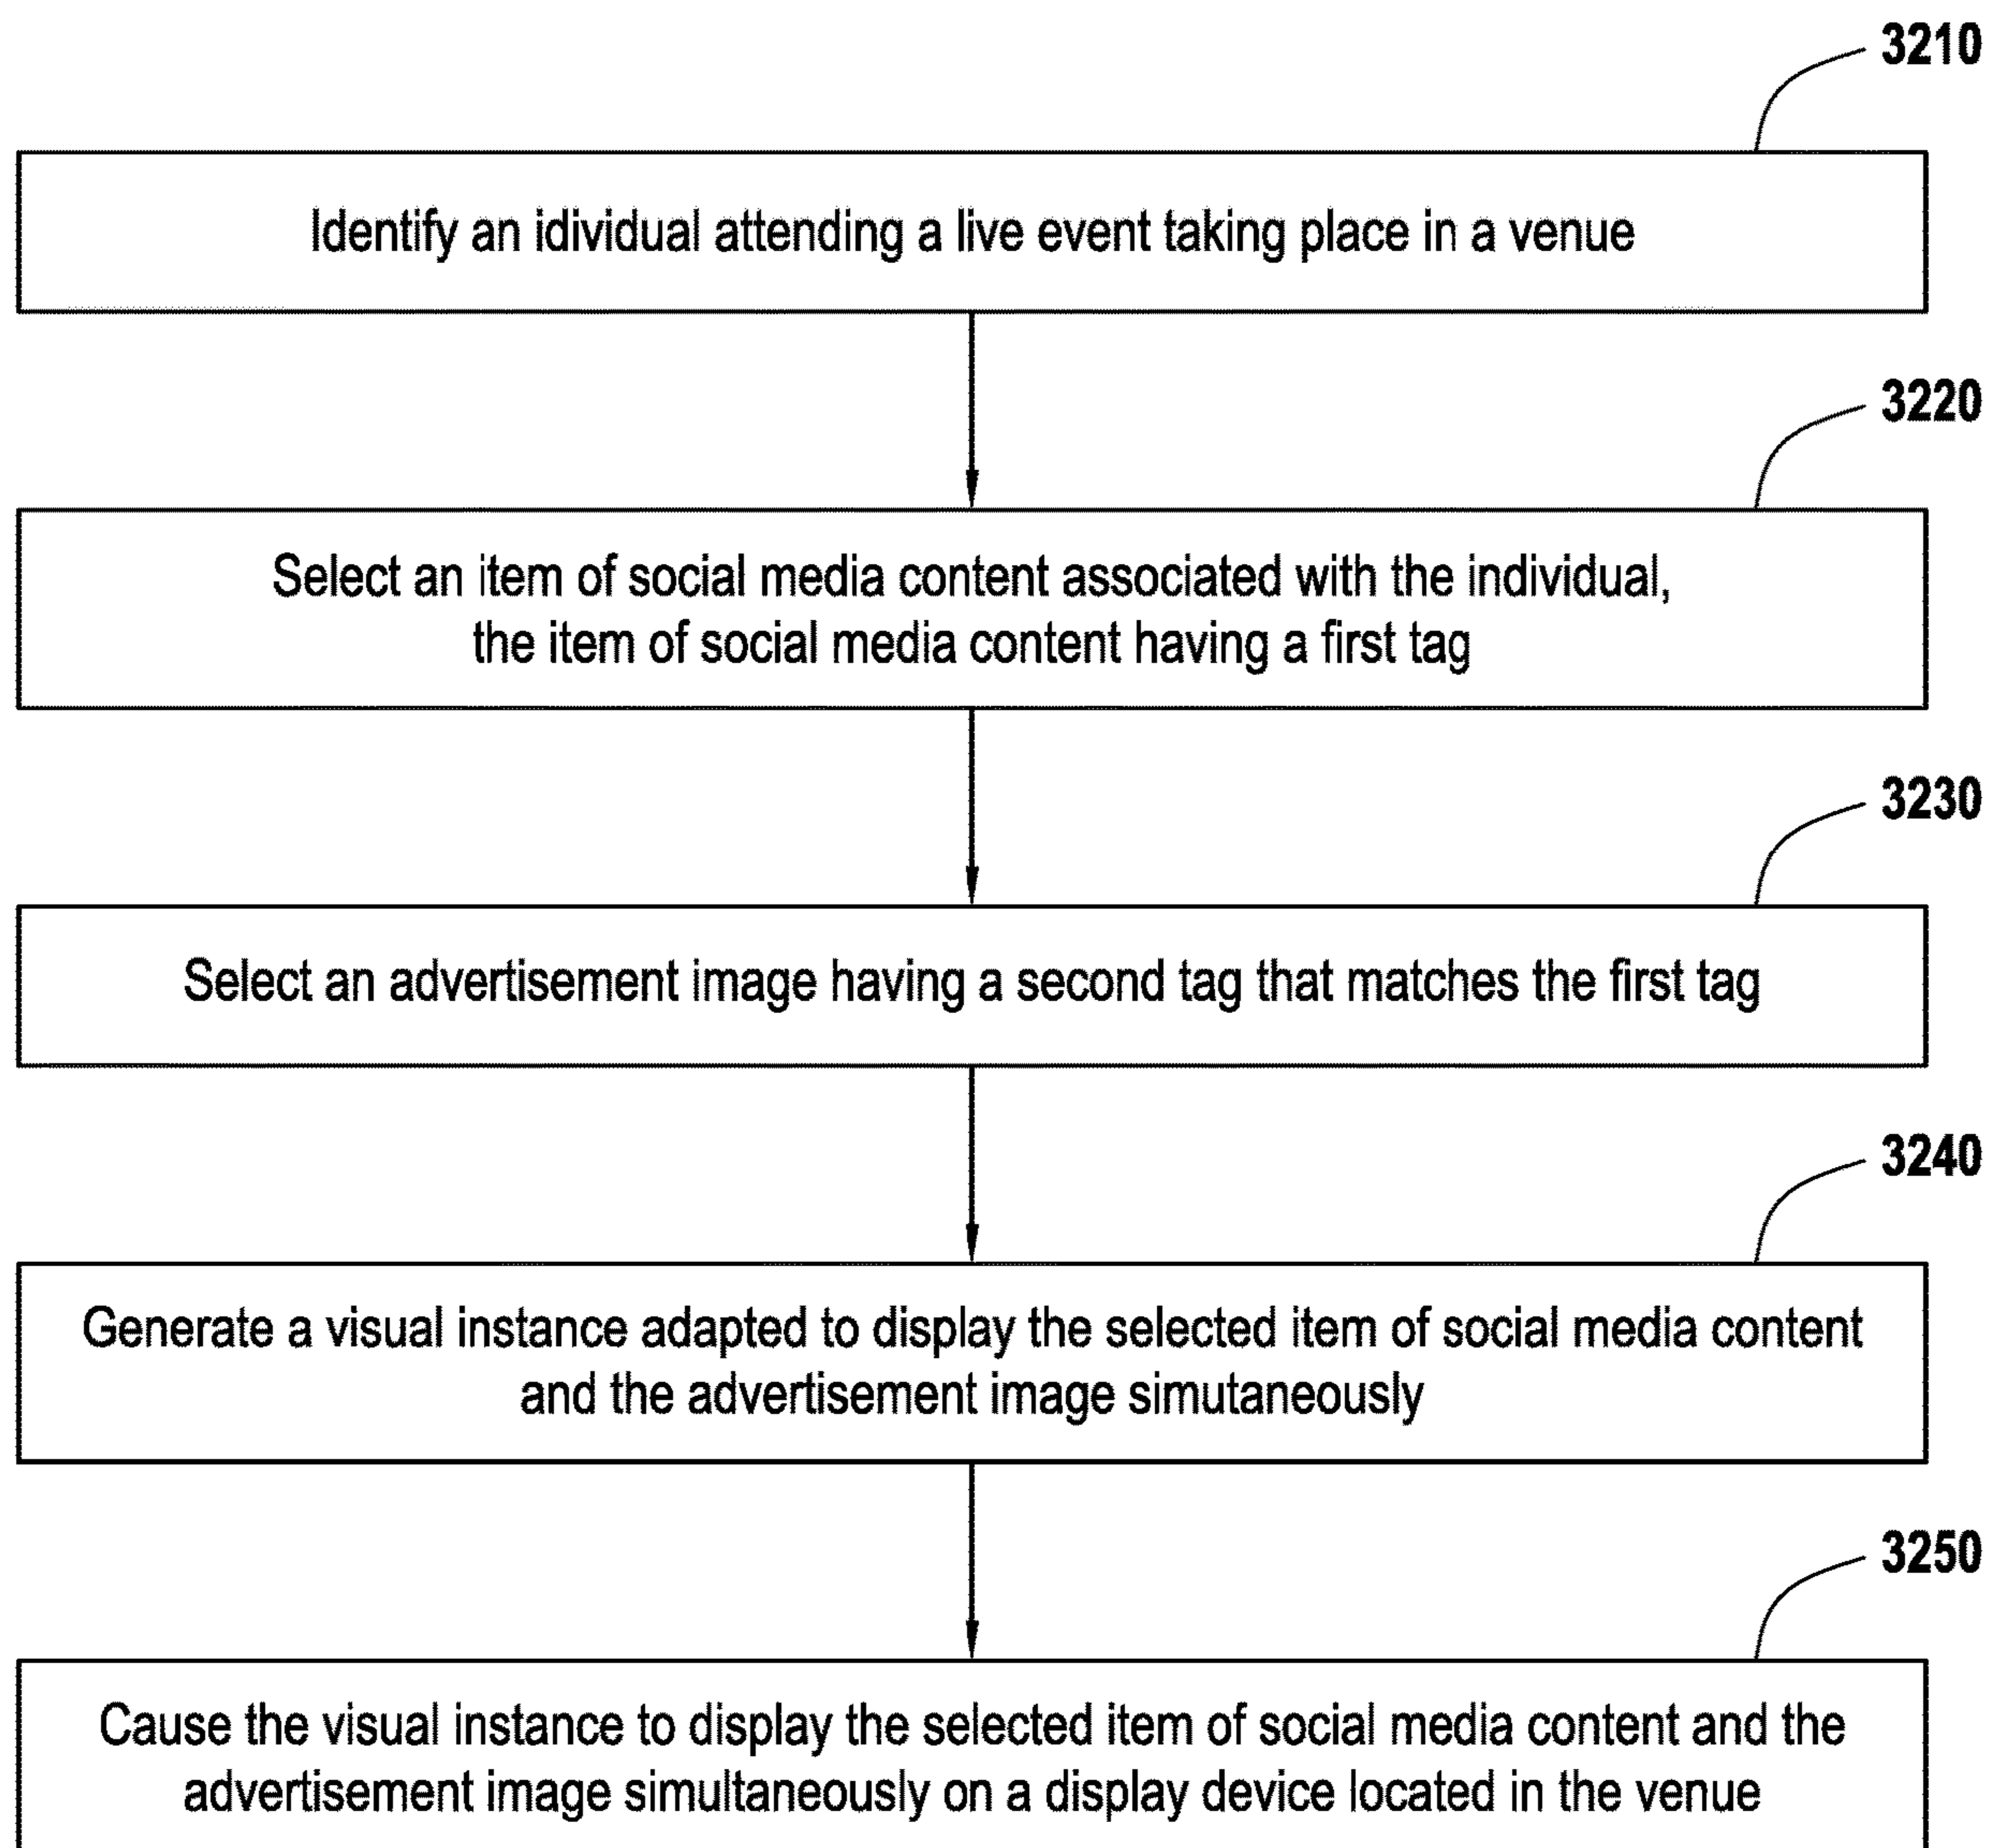 3210
Identify an idividual attending a live event taking place in a venue
3220
Select an item of social media content associated with the individual,
the item of social media content having a first tag
3230
Select an advertisement image having a second tag that matches the first tag
3240
Generate a visual instance adapted to display the selected item of social media content
and the advertisement image simutaneously
3250
Cause the visual instance to display the selected item of social media content and the
advertisement image simultaneously on a display device located in the venue